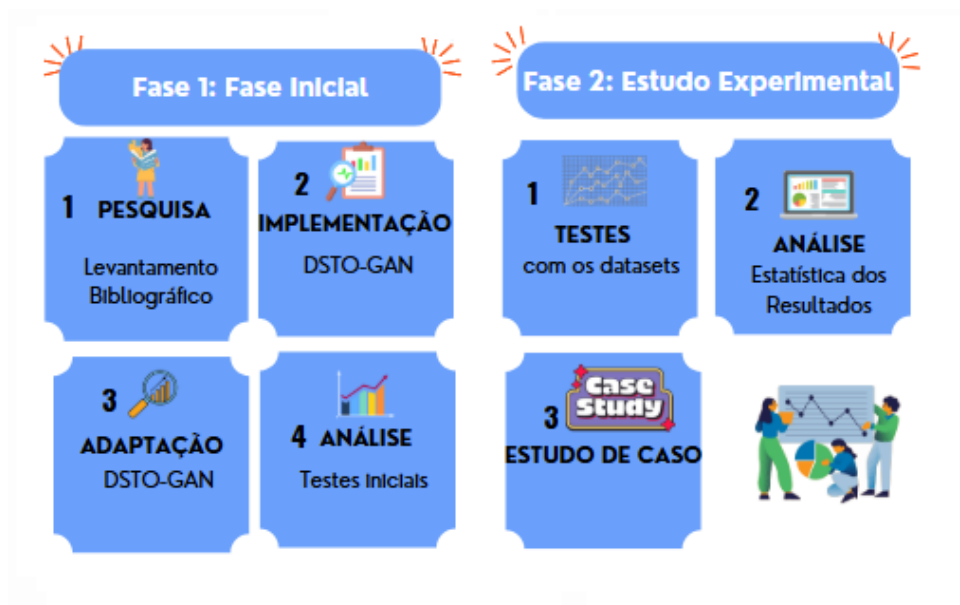 Fase 1: Fase Inicial
1 PESQUISA
Levantamento
Bibliográfico
2
IMPLEMENTAÇÃO
DSTO-GAN
3
ADAPTAÇÃO
DSTO-GAN
4 ANÁLISE
Testes Iniciais
Fase 2: Estudo Experimental
1
TESTES
com os datasets
2
ANÁLISE
Estatística dos
Resultados
Case
Study
3
ESTUDO DE CASO